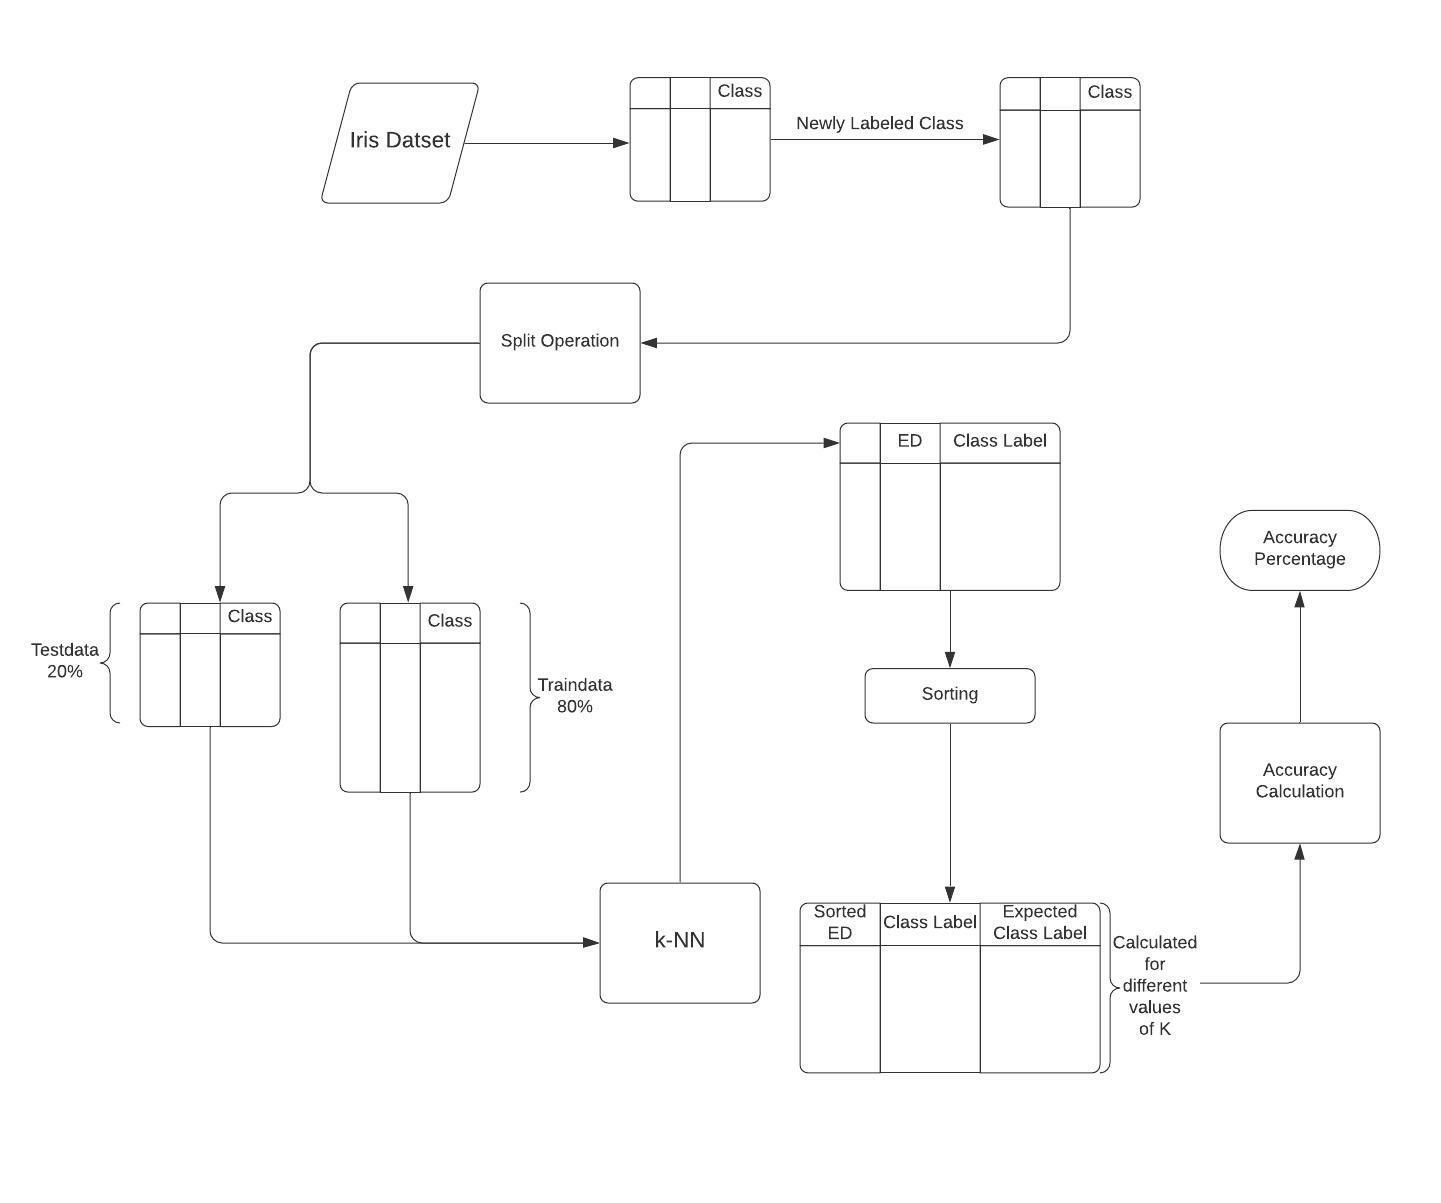 Class
Class
Iris Datset
Newly Labeled Class
Split Operation
ED
Class Label
Accuracy
Percentage
Class
Class
Testdata
20%
Traindata
80%
Sorting
Accuracy
Calculation
k-NN
Sorted
ED
Class Label
Expected
Class Label
Calculated
for
different
values
of K